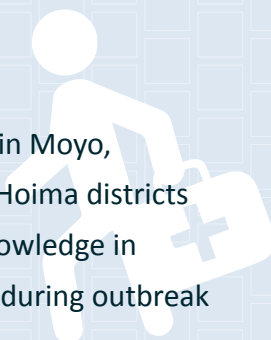 in Moyo,
Hoima districts
owledge in
during outbreak